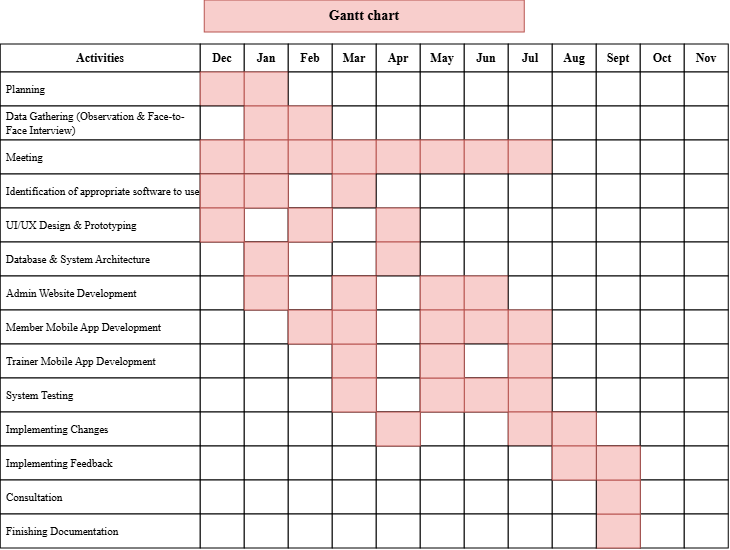 Gantt chart
Activities Dec Jan Feb Mar Apr May Jun Jul Aug Sept Oct Nov
Planning
Data Gathering (Observation & Face-to-
Face Interview)
Meeting
Identification of appropriate software to use
UI/UX Design & Prototyping
Database & System Architecture
Admin Website Development
Member Mobile App Development
Trainer Mobile App Development
System Testing
Implementing Changes
Implementing Feedback
Consultation
Finishing Documentation